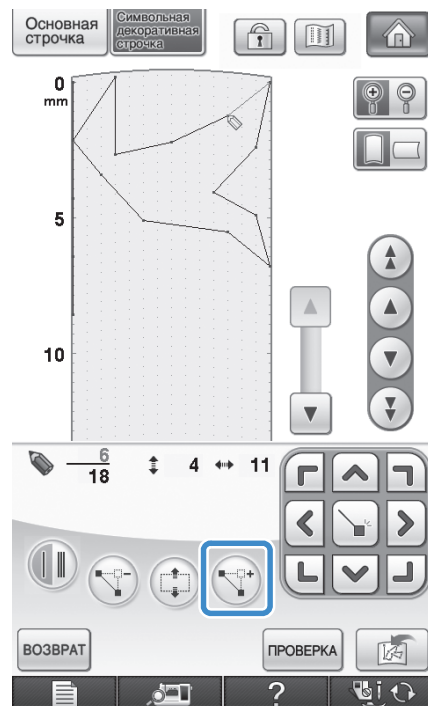 Основная
строчка
Символьная
декоративная
строчка
0
mm
5
10
6
18
4
11
ВОЗВРАТ
ПРОВЕРКА
?